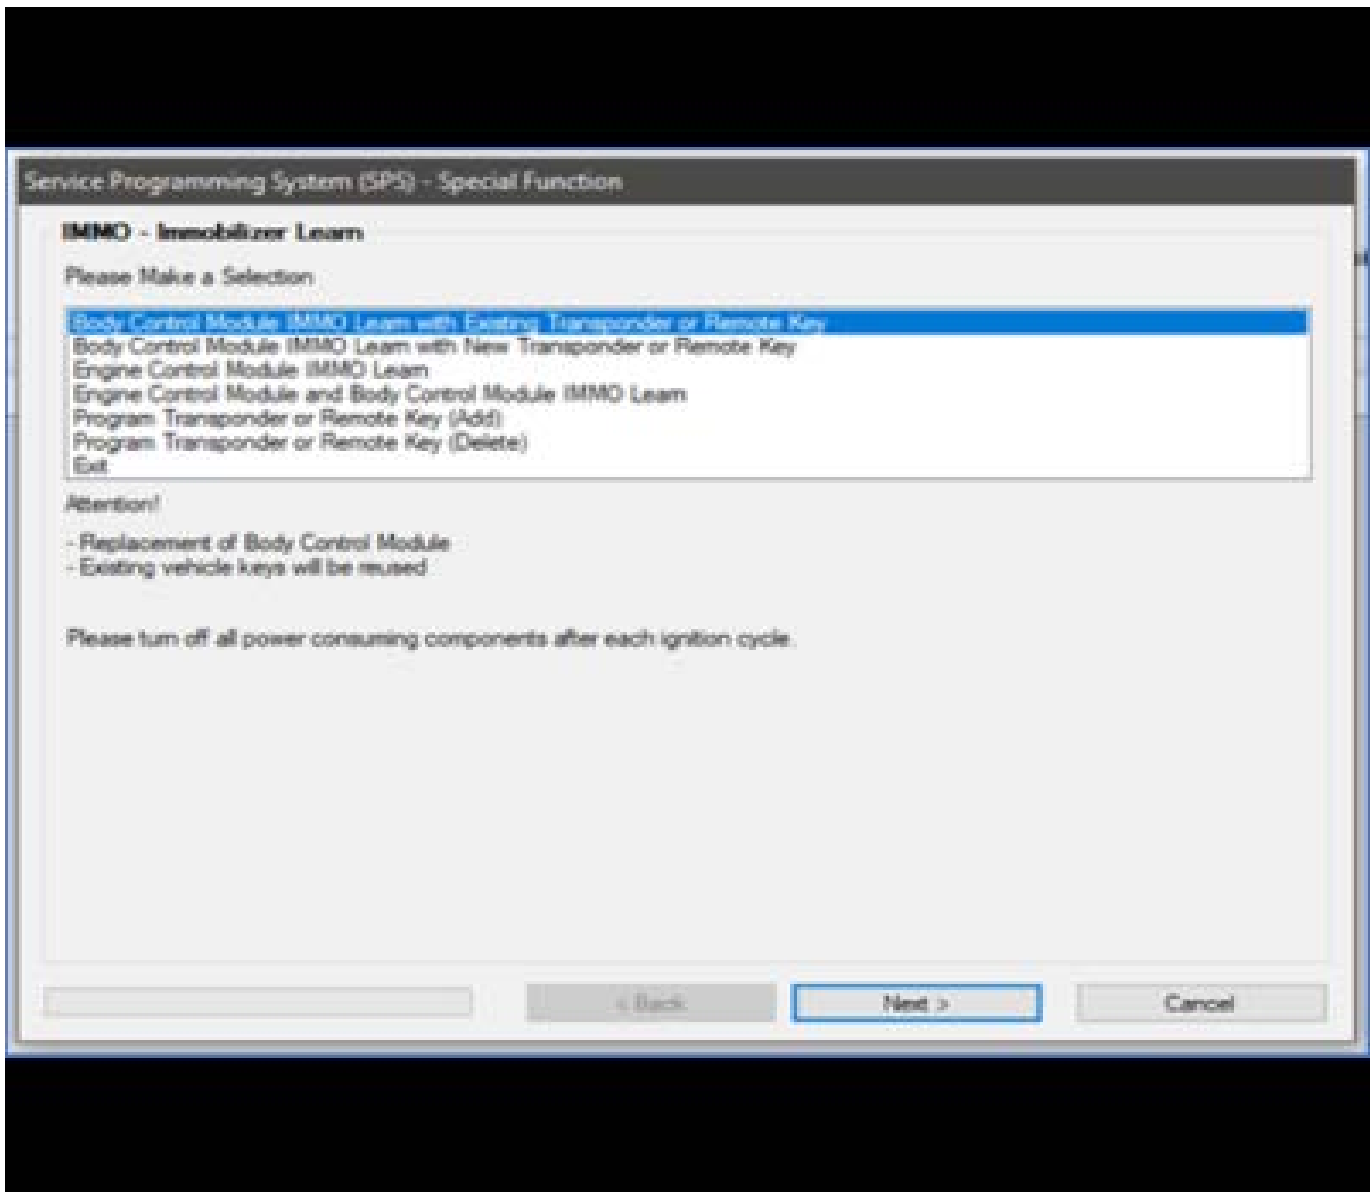 Service Programming System (SPS) - Special Function
IMMO - Immobilizer Learn
Please Make a Selection
Body Control Module IMMO Learn with Existing Transponder or Remote Key
Body Control Module IMMO Learn with New Transponder or Remote Key
Engine Control Module IMMO Learn
Engine Control Module and Body Control Module IMMO Learn
Program Transponder or Remote Key (Add)
Program Transponder or Remote Key (Delete)
Exit
Attention!
- Replacement of Body Control Module
- Existing vehicle keys will be reused
Please turn off all power consuming components after each ignition cycle.
< Back
Next >
Cancel